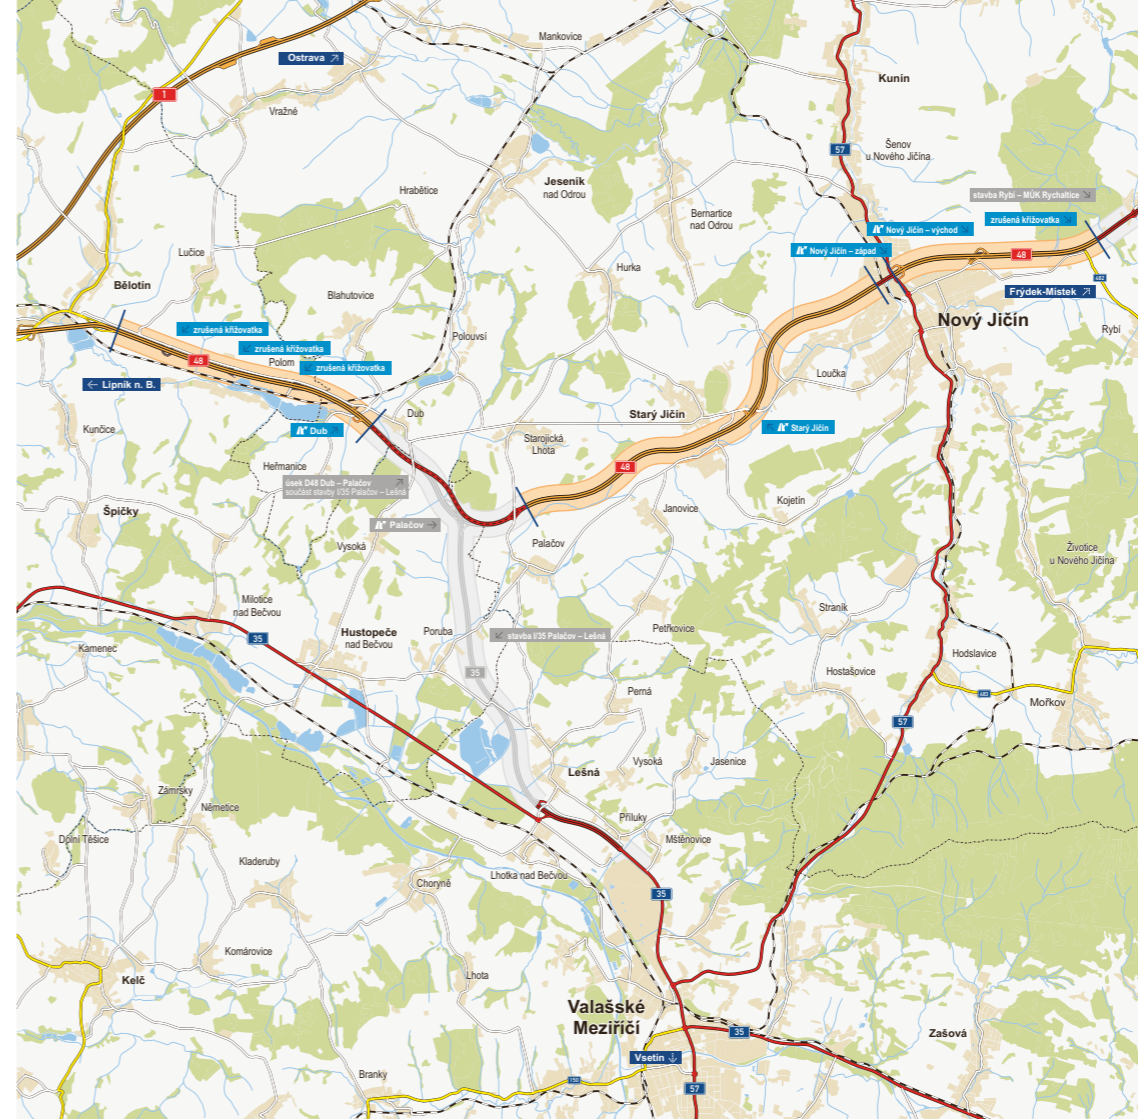 Mankovice
Ostrava
Kunín
1
Vražné
57
Šenov
u Nového Jičína
Jeseník
nad Odrou
Hrabětice
stavba Rybí – MÚK Rychaltice
Bernartice
nad Odrou
zrušená křižovatka
Nový Jičín – východ
Nový Jičín – západ
Lučice
48
Hurka
482
Bělotín
Blahutovice
Frýdek-Místek
Nový Jičín
zrušená křižovatka
Polouvsí
Rybí
zrušená křižovatka
48
Polom
zrušená křižovatka
Loučka
Lipník n. B.
Dub
Starý Jičín
Kunčice
Dub
Starý Jičín
Starojická
Lhota
Heřmanice
48
úsek D48 Dub – Palačov
součást stavby I/35 Palačov – Lešná
Kojetín
Špičky
Janovice
Palačov
Vysoká
Palačov
Životice
u Nového Jičína
Milotice
nad Bečvou
Straník
35
Hustopeče
nad Bečvou
Poruba
stavba I/35 Palačov – Lešná
Petřkovice
Kamenec
Hodslavice
35
Hostašovice
Perná
483
Mořkov
57
Lešná
Vysoká
Jasenice
Zámrsky
Němetice
Příluky
Dolní Těšice
Mštěnovice
Kladeruby
Lhotka nad Bečvou
Choryně
35
Komárovice
Lhota
Kelč
Valašské
Meziříčí
35
Zašová
Vsetín
Branky
150
57